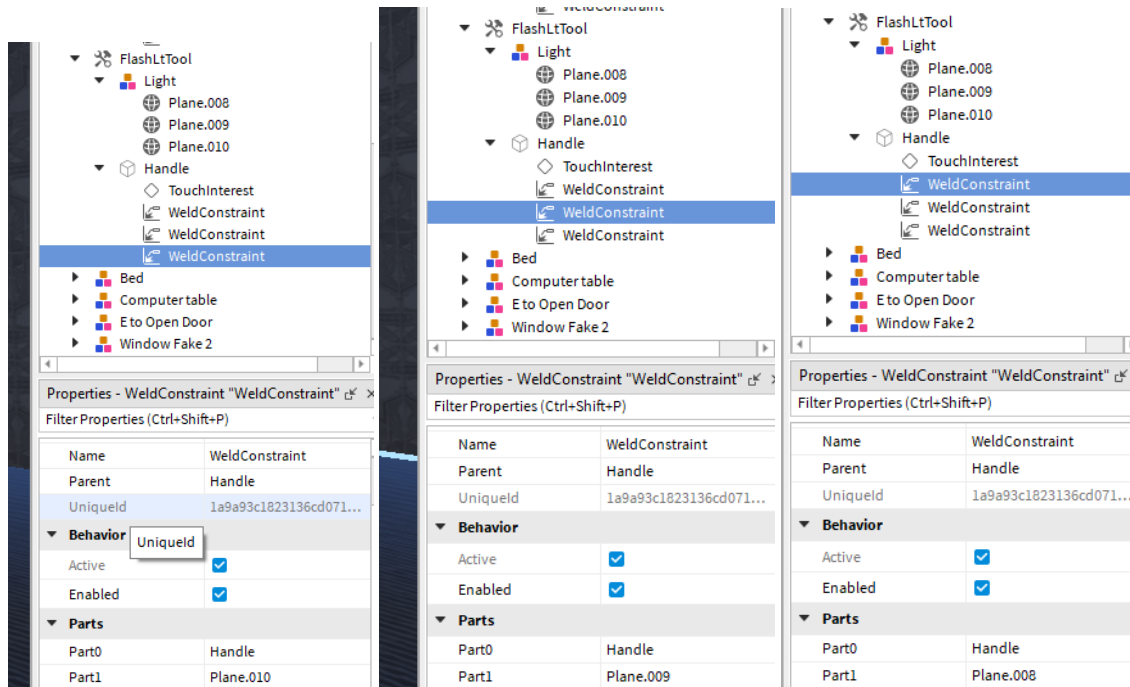 FlashLtTool
Light
Plane.008
Plane.009
Plane.010
Handle
TouchInterest
WeldConstraint
WeldConstraint
WeldConstraint
Bed
Computer table
E to Open Door
Window Fake 2
Properties - WeldConstraint "WeldConstraint"
Filter Properties (Ctrl+Shift+P)
Name WeldConstraint
Parent Handle
UniqueId 1a9a93c1823136cd071...
Behavior
UniqueId
Active
Enabled
Parts
Part0 Handle
Part1 Plane.010
WeldConstraint
FlashLtTool
Light
Plane.008
Plane.009
Plane.010
Handle
TouchInterest
WeldConstraint
WeldConstraint
WeldConstraint
Bed
Computer table
E to Open Door
Window Fake 2
Properties - WeldConstraint "WeldConstraint"
Filter Properties (Ctrl+Shift+P)
Name WeldConstraint
Parent Handle
UniqueId 1a9a93c1823136cd071...
Behavior
Active
Enabled
Parts
Part0 Handle
Part1 Plane.009
FlashLtTool
Light
Plane.008
Plane.009
Plane.010
Handle
TouchInterest
WeldConstraint
WeldConstraint
WeldConstraint
Bed
Computer table
E to Open Door
Window Fake 2
Properties - WeldConstraint "WeldConstraint"
Filter Properties (Ctrl+Shift+P)
Name WeldConstraint
Parent Handle
UniqueId 1a9a93c1823136cd071...
Behavior
Active
Enabled
Parts
Part0 Handle
Part1 Plane.008